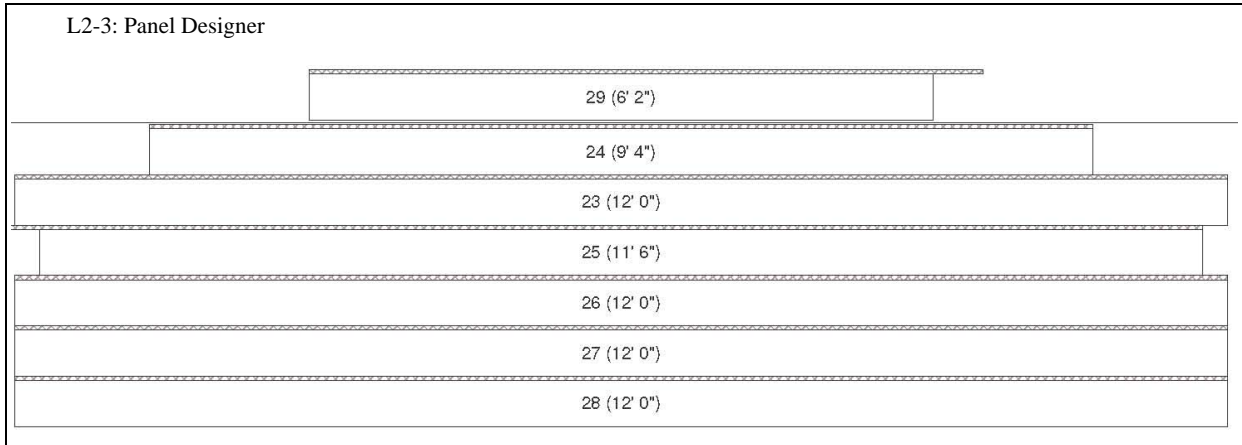 L2-3: Panel Designer
29 (6' 2")
24 (9' 4")
23 (12' 0")
25 (11' 6")
26 (12' 0")
27 (12' 0")
28 (12' 0")